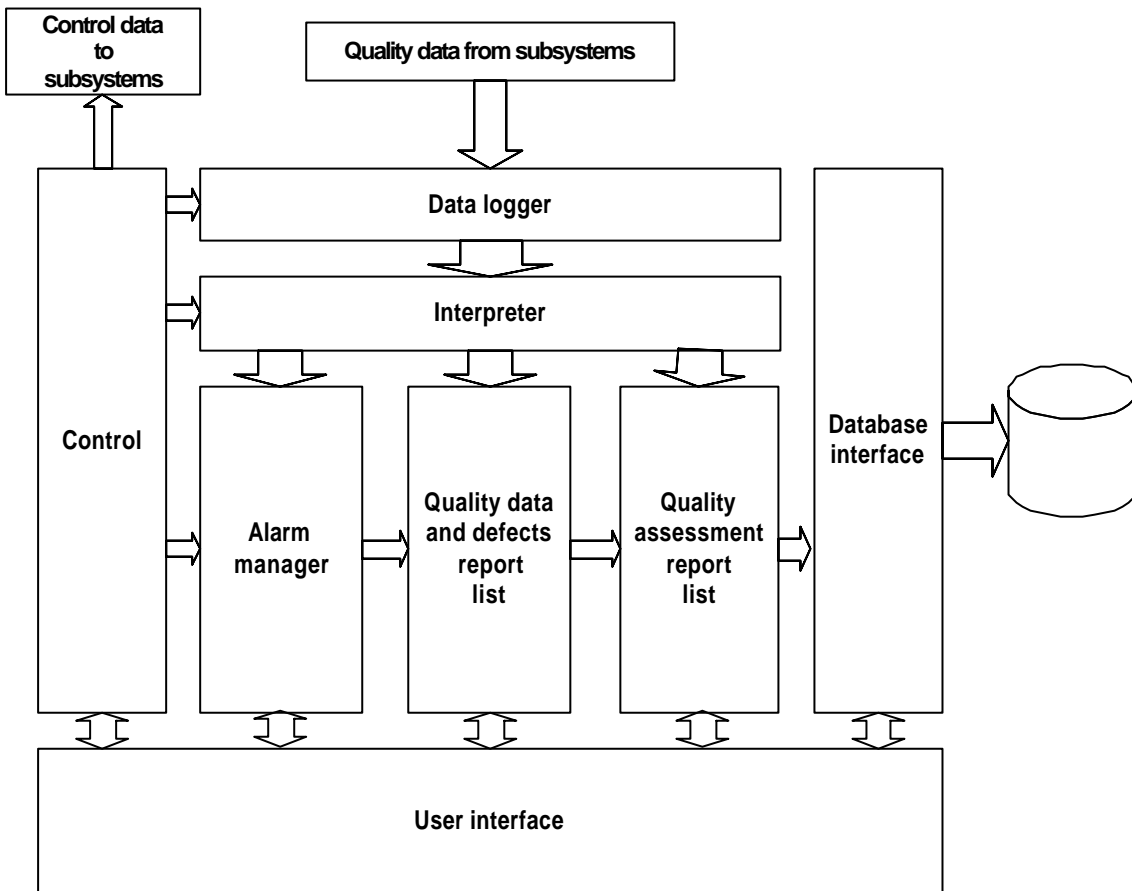 Control data
to
subsystems
Quality data from subsystems
Data logger
Interpreter
Control
Alarm
manager
Quality data
and defects
report
list
Quality
assessment
report
list
Database
interface
User interface